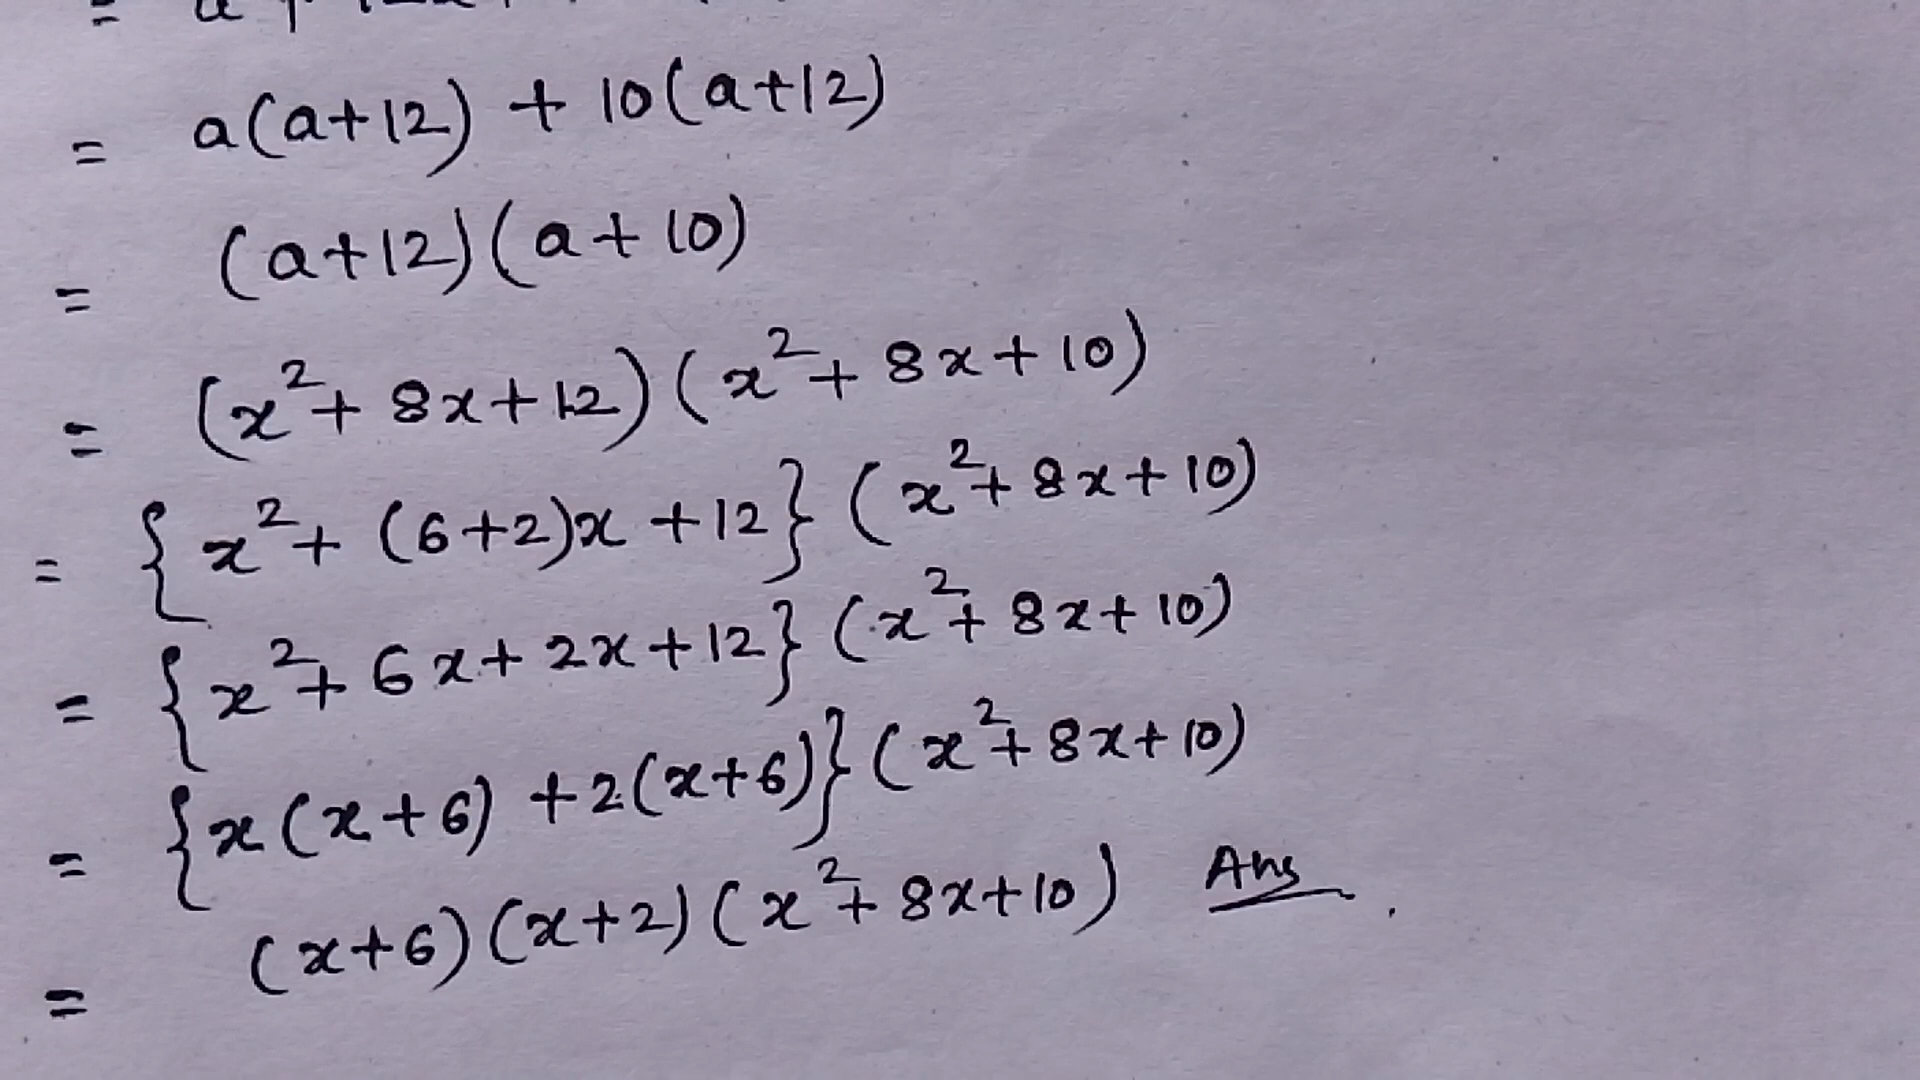 = a(a+12) + 10(a+12)
= (a+12)(a+10)
= (x²+8x+12)(x²+8x+10)
= {x²+(6+2)x+12}(x²+8x+10)
= {x²+6x+2x+12}(x²+8x+10)
= {x(x+6)+2(x+6)}(x²+8x+10)
= (x+6)(x+2)(x²+8x+10) Ans.